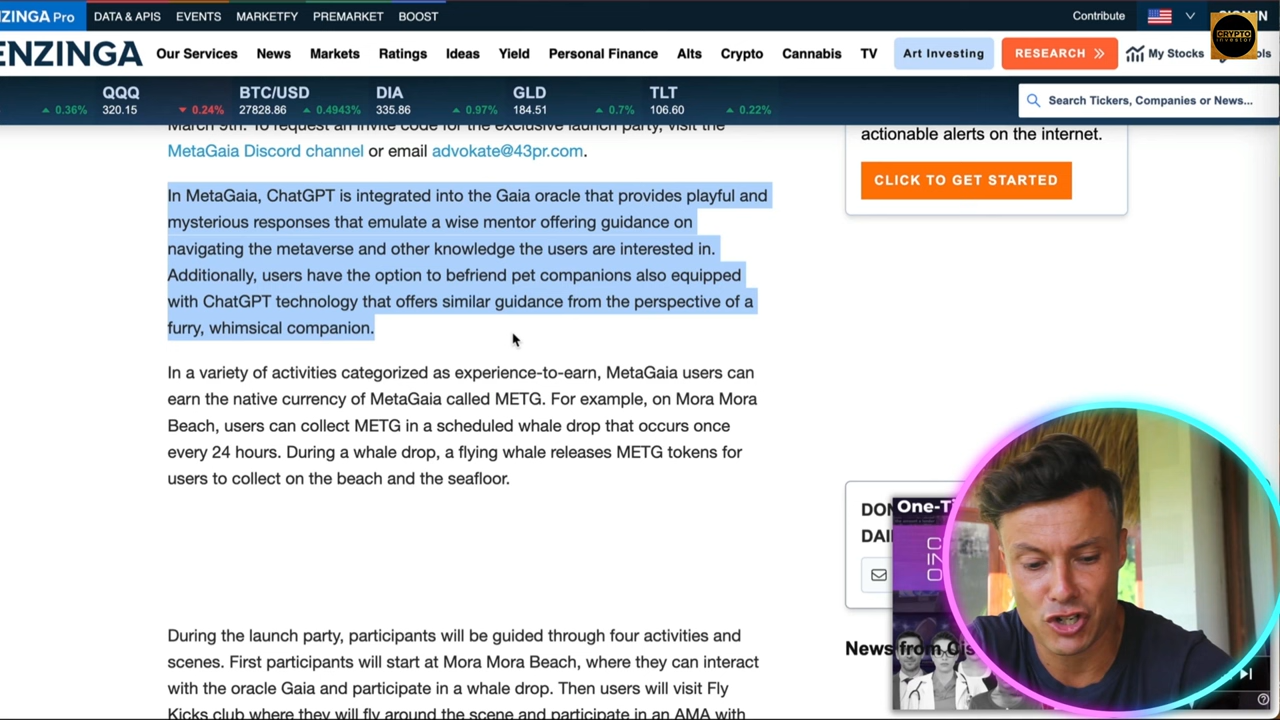 ZINGA Pro DATA & APIS EVENTS MARKETFY PREMARKET BOOST Contribute SIGN IN
CRYPTO
investor
ENZINGA Our Services News Markets Ratings Ideas Yield Personal Finance Alts Crypto Cannabis TV Art Investing RESEARCH My Stocks
QQQ BTC/USD DIA GLD TLT
0.36% 320.15 0.24% 27828.86 0.4943% 335.86 0.97% 184.51 0.7% 106.60 0.22%
Search Tickers, Companies or News...
March 9th. To request an invite code for the exclusive launch party, visit the
MetaGaia Discord channel or email advokate@43pr.com.
In MetaGaia, ChatGPT is integrated into the Gaia oracle that provides playful and
mysterious responses that emulate a wise mentor offering guidance on
navigating the metaverse and other knowledge the users are interested in.
Additionally, users have the option to befriend pet companions also equipped
with ChatGPT technology that offers similar guidance from the perspective of a
furry, whimsical companion.
In a variety of activities categorized as experience-to-earn, MetaGaia users can
earn the native currency of MetaGaia called METG. For example, on Mora Mora
Beach, users can collect METG in a scheduled whale drop that occurs once
every 24 hours. During a whale drop, a flying whale releases METG tokens for
users to collect on the beach and the seafloor.
During the launch party, participants will be guided through four activities and
scenes. First participants will start at Mora Mora Beach, where they can interact
with the oracle Gaia and participate in a whale drop. Then users will visit Fly
Kicks club where they will fly around the scene and participate in an AMA with
actionable alerts on the internet.
CLICK TO GET STARTED
DON
DAI
One-Ti
News from Cis